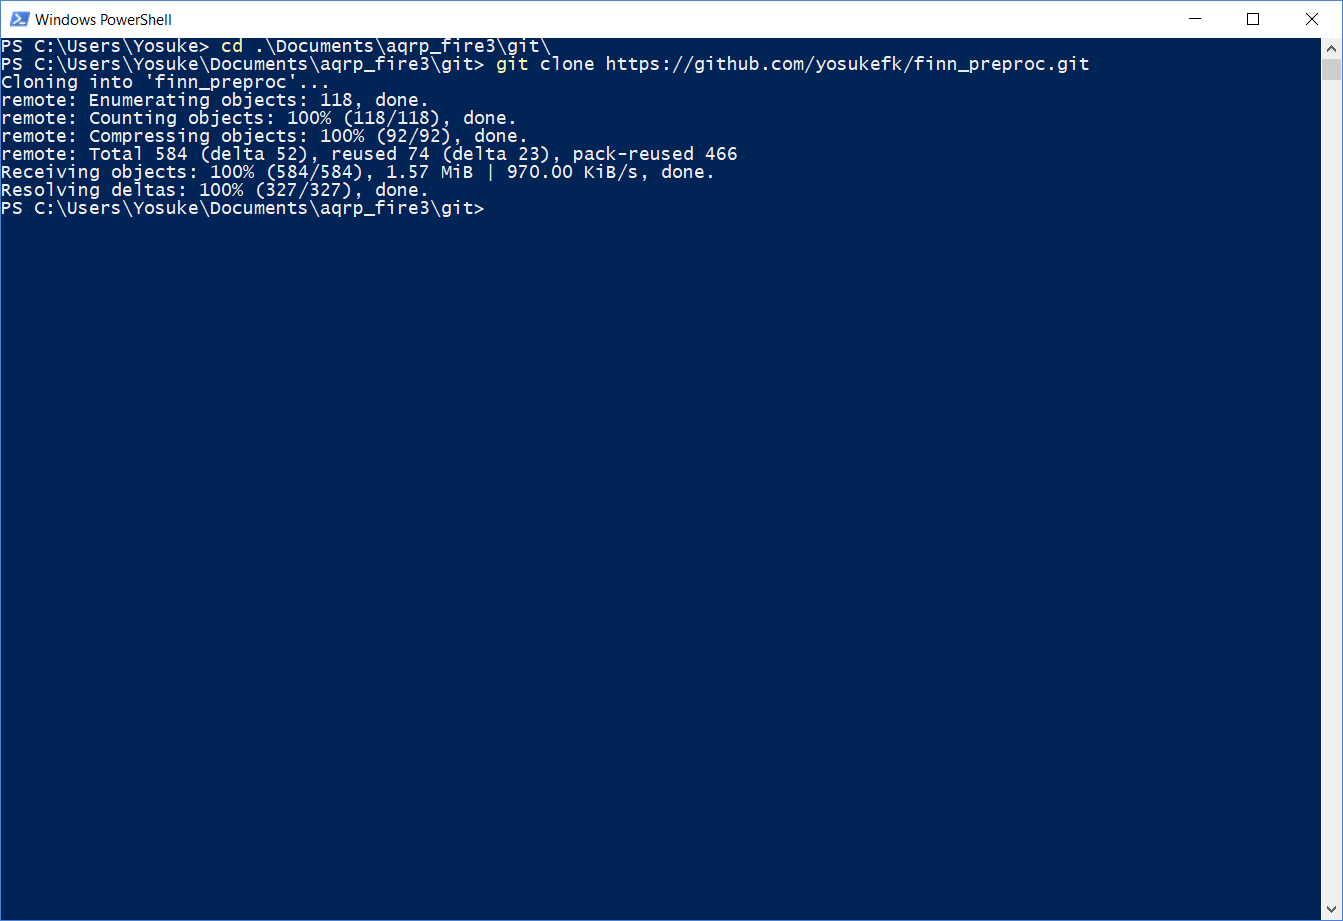 Windows PowerShell
PS C:\Users\Yosuke> cd .\Documents\aqrp_fire3\git\
PS C:\Users\Yosuke\Documents\aqrp_fire3\git> git clone https://github.com/yosukefk/finn_preproc.git
Cloning into 'finn_preproc'...
remote: Enumerating objects: 118, done.
remote: Counting objects: 100% (118/118), done.
remote: Compressing objects: 100% (92/92), done.
remote: Total 584 (delta 52), reused 74 (delta 23), pack-reused 466
Receiving objects: 100% (584/584), 1.57 MiB | 970.00 KiB/s, done.
Resolving deltas: 100% (327/327), done.
PS C:\Users\Yosuke\Documents\aqrp_fire3\git>